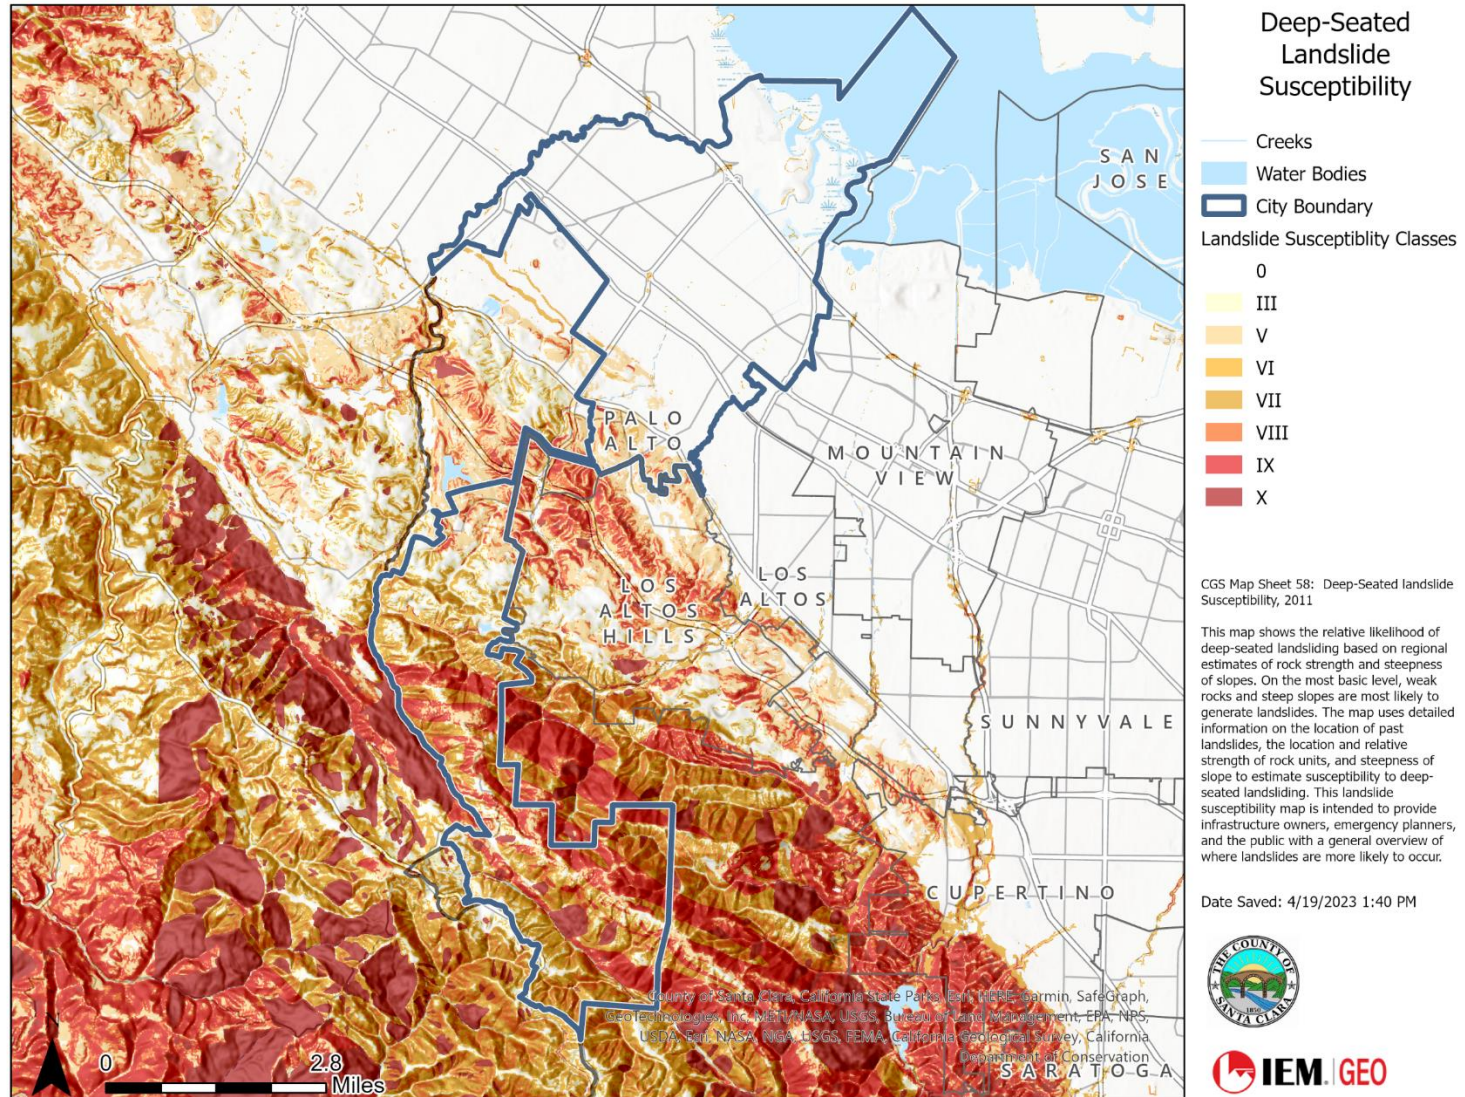 Deep-Seated
Landslide
Susceptibility
Creeks
Water Bodies
City Boundary
Landslide Susceptiblity Classes
0
III
V
VI
VII
VIII
IX
X
CGS Map Sheet 58: Deep-Seated landslide
Susceptibility, 2011
This map shows the relative likelihood of
deep-seated landsliding based on regional
estimates of rock strength and steepness
of slopes. On the most basic level, weak
rocks and steep slopes are most likely to
generate landslides. The map uses detailed
information on the location of past
landslides, the location and relative
strength of rock units, and steepness of
slope to estimate susceptibility to deep-
seated landsliding. This landslide
susceptibility map is intended to provide
infrastructure owners, emergency planners,
and the public with a general overview of
where landslides are more likely to occur.
Date Saved: 4/19/2023 1:40 PM
THE COUNTY OF
SANTA CLARA
1850
IEM GEO
SAN
JOSE
PALO
ALTO
MOUNTAIN
VIEW
LOS
ALTOS
HILLS
LOS
ALTOS
SUNNYVALE
CUPERTINO
County of Santa Clara, California State Parks, Esri, HERE, Garmin, SafeGraph,
GeoTechnologies, Inc, METI/NASA, USGS, Bureau of Land Management, EPA, NPS,
USDA, Esri, NASA, NGA, USGS, FEMA, California Geological Survey, California
Department of Conservation
SARATOGA
N
0 2.8
Miles